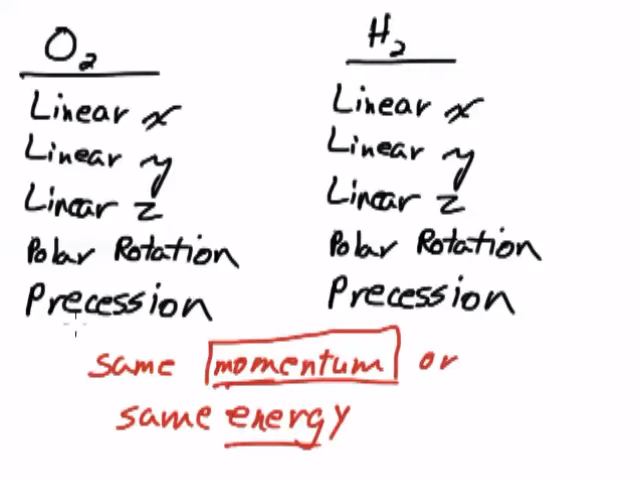 O2
Linear x
Linear y
Linear z
Polar Rotation
Precession
H2
Linear x
Linear y
Linear z
Polar Rotation
Precession
same momentum or
same energy